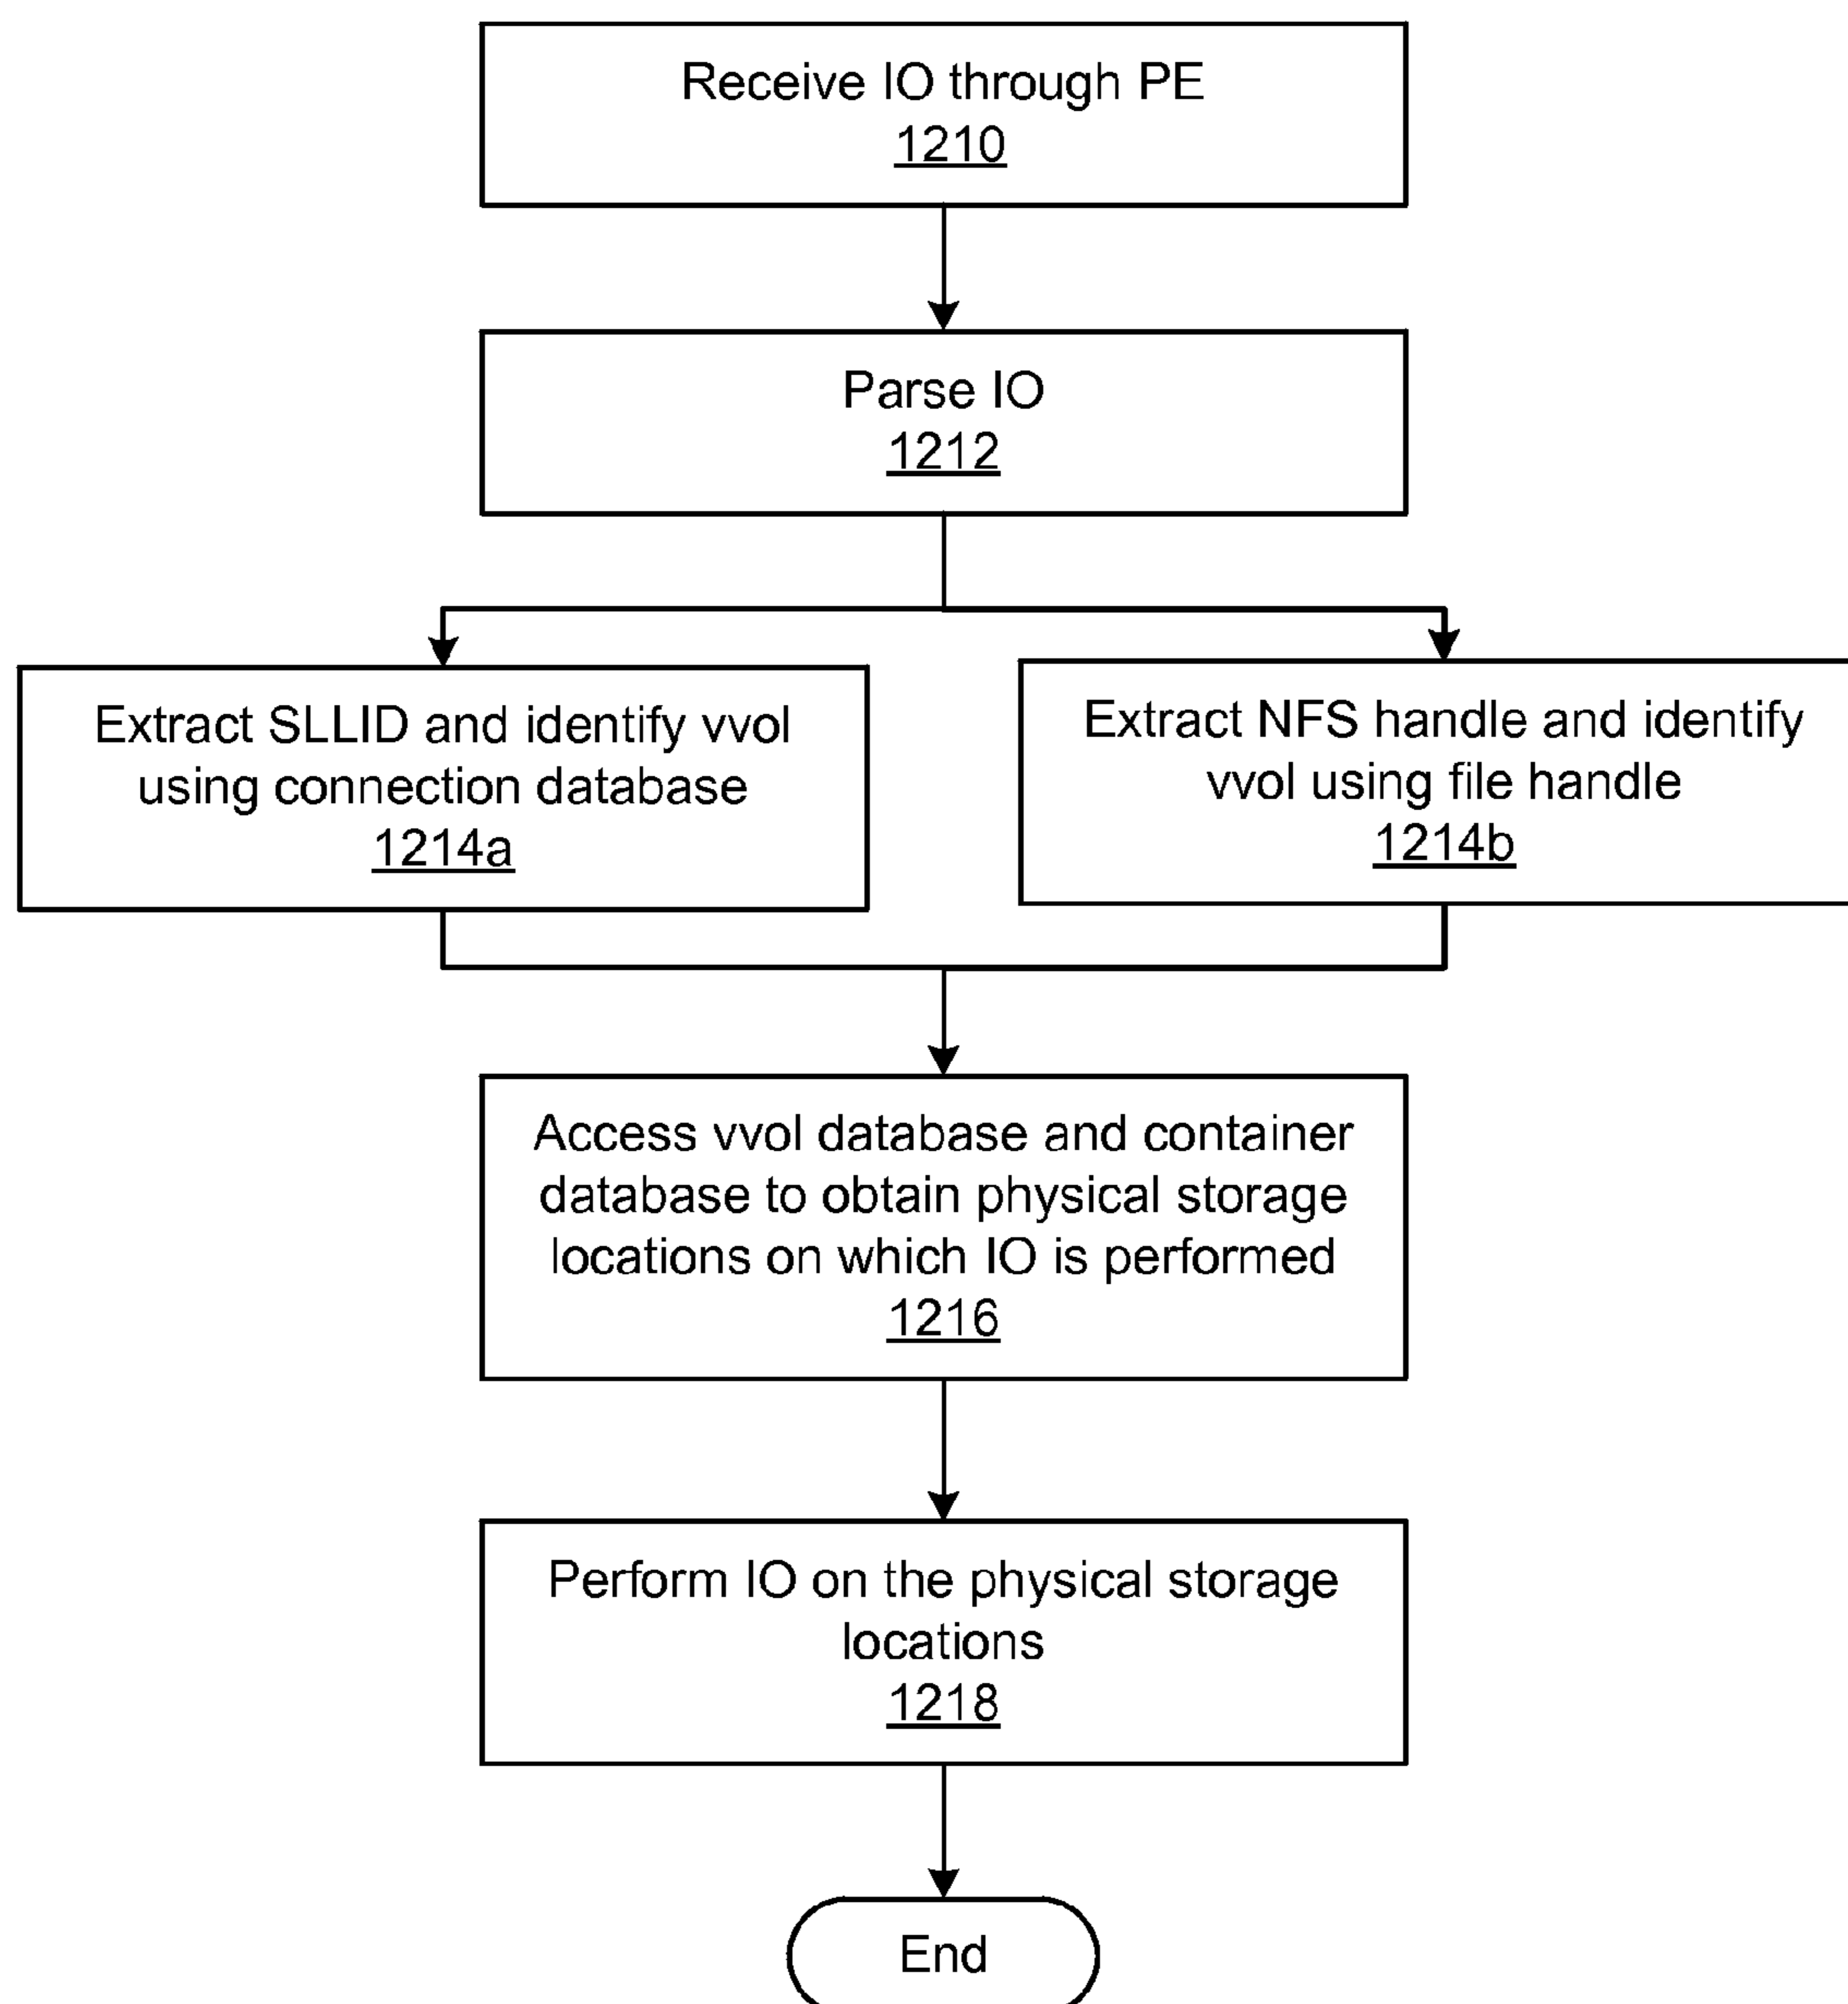 Receive IO through PE
1210
Parse IO
1212
Extract SLLID and identify vvol
using connection database
1214a
Extract NFS handle and identify
vvol using file handle
1214b
Access vvol database and container
database to obtain physical storage
locations on which IO is performed
1216
Perform IO on the physical storage
locations
1218
End